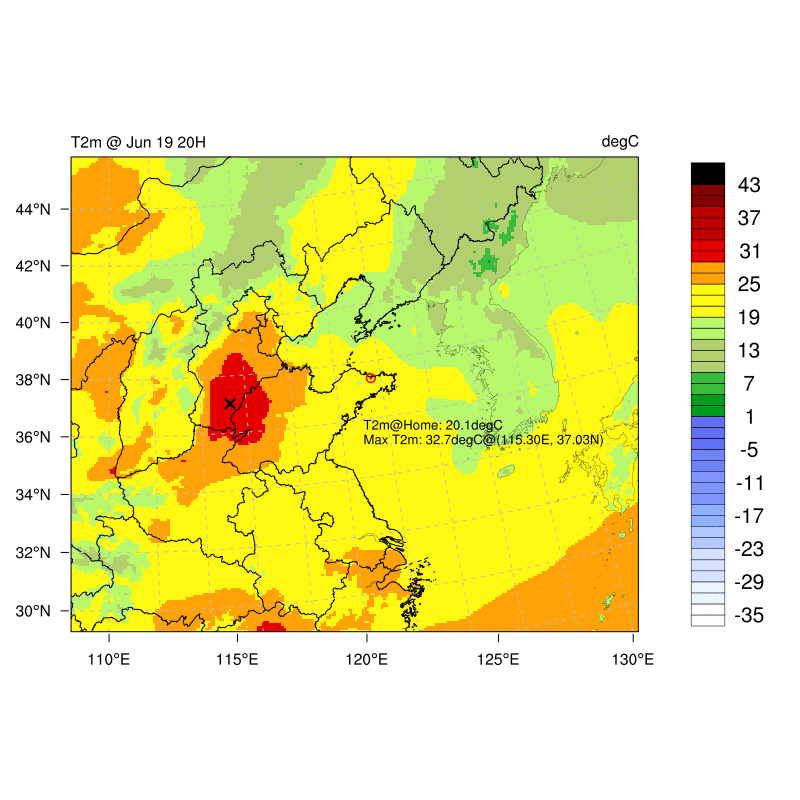 T2m @ Jun 19 20H
degC
44°N
42°N
40°N
38°N
36°N
34°N
32°N
30°N
110°E
115°E
120°E
125°E
130°E
T2m@Home: 20.1degC
Max T2m: 32.7degC@(115.30E, 37.03N)
43
37
31
25
19
13
7
1
-5
-11
-17
-23
-29
-35